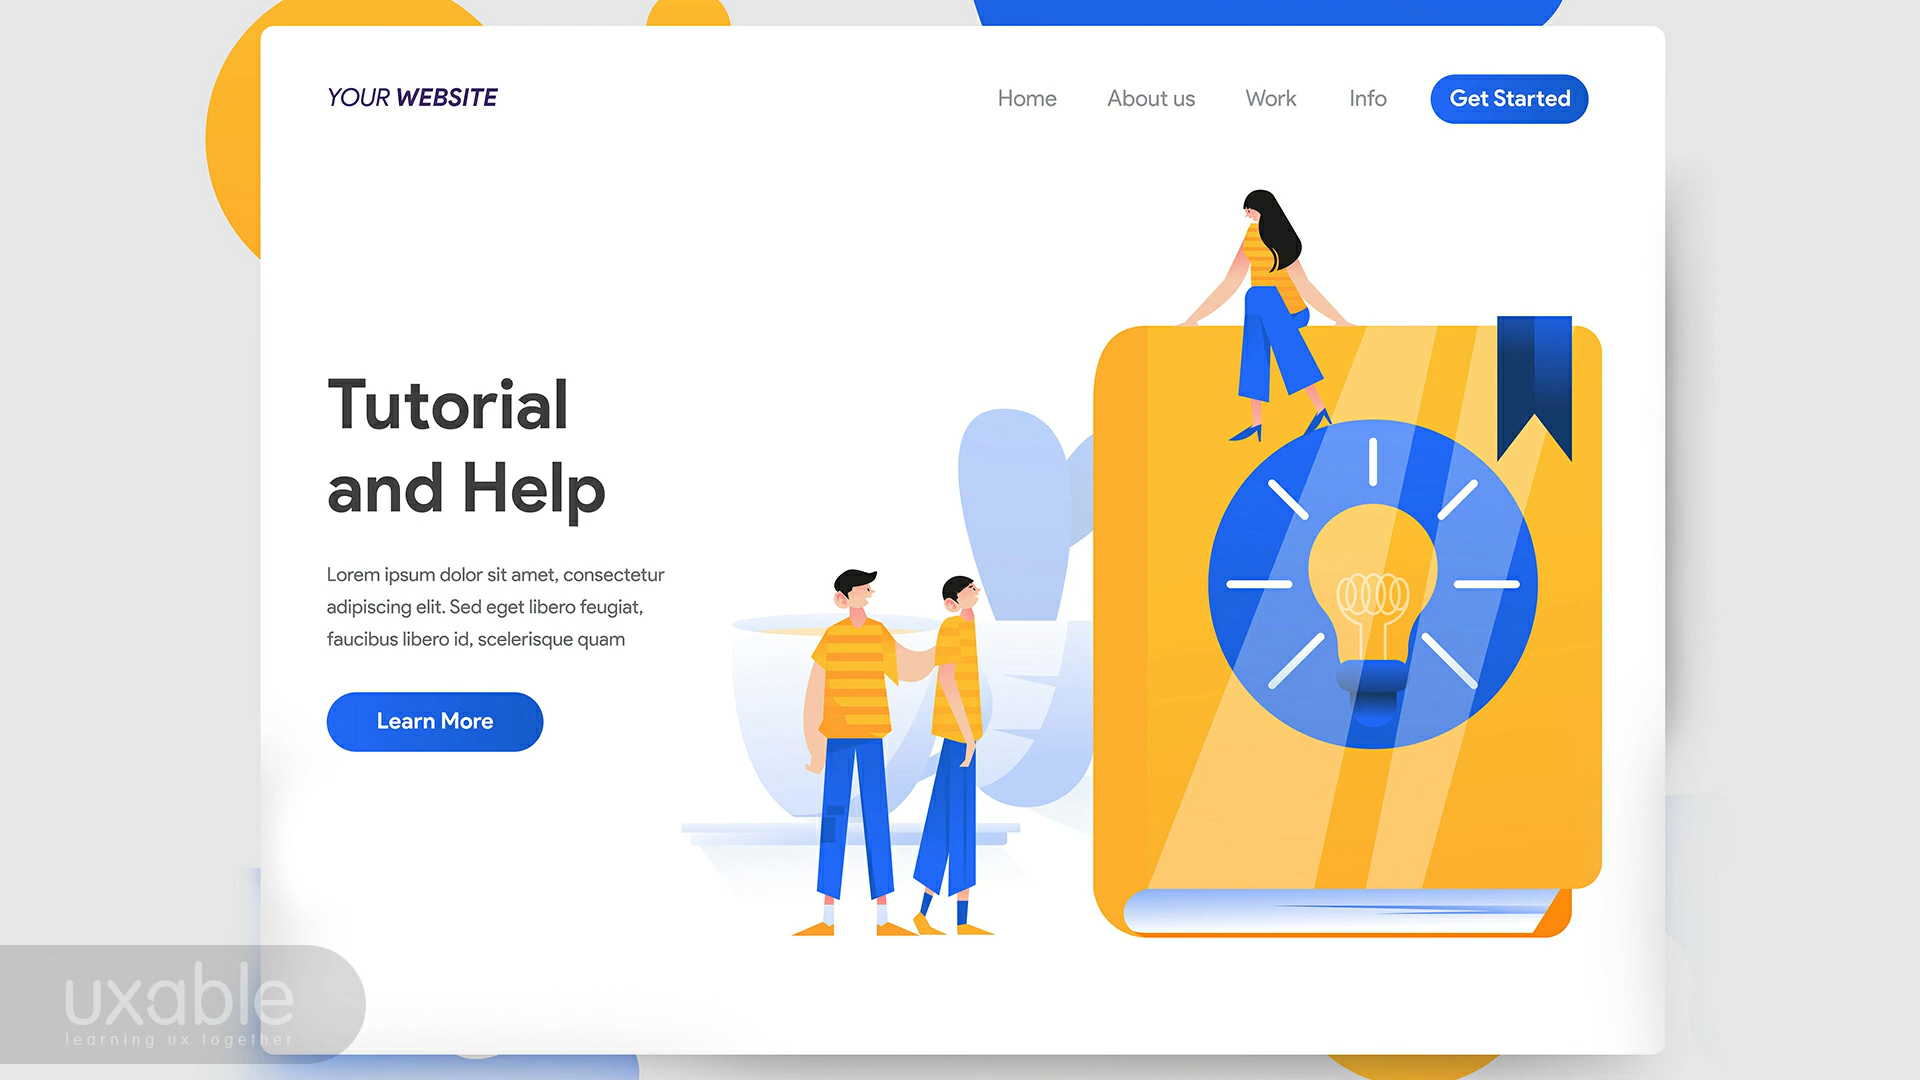 YOUR WEBSITE
Home
About us
Work
Info
Get Started
Tutorial
and Help
Lorem ipsum dolor sit amet, consectetur
adipiscing elit. Sed eget libero feugiat,
faucibus libero id, scelerisque quam
Learn More
uxable
learning ux together